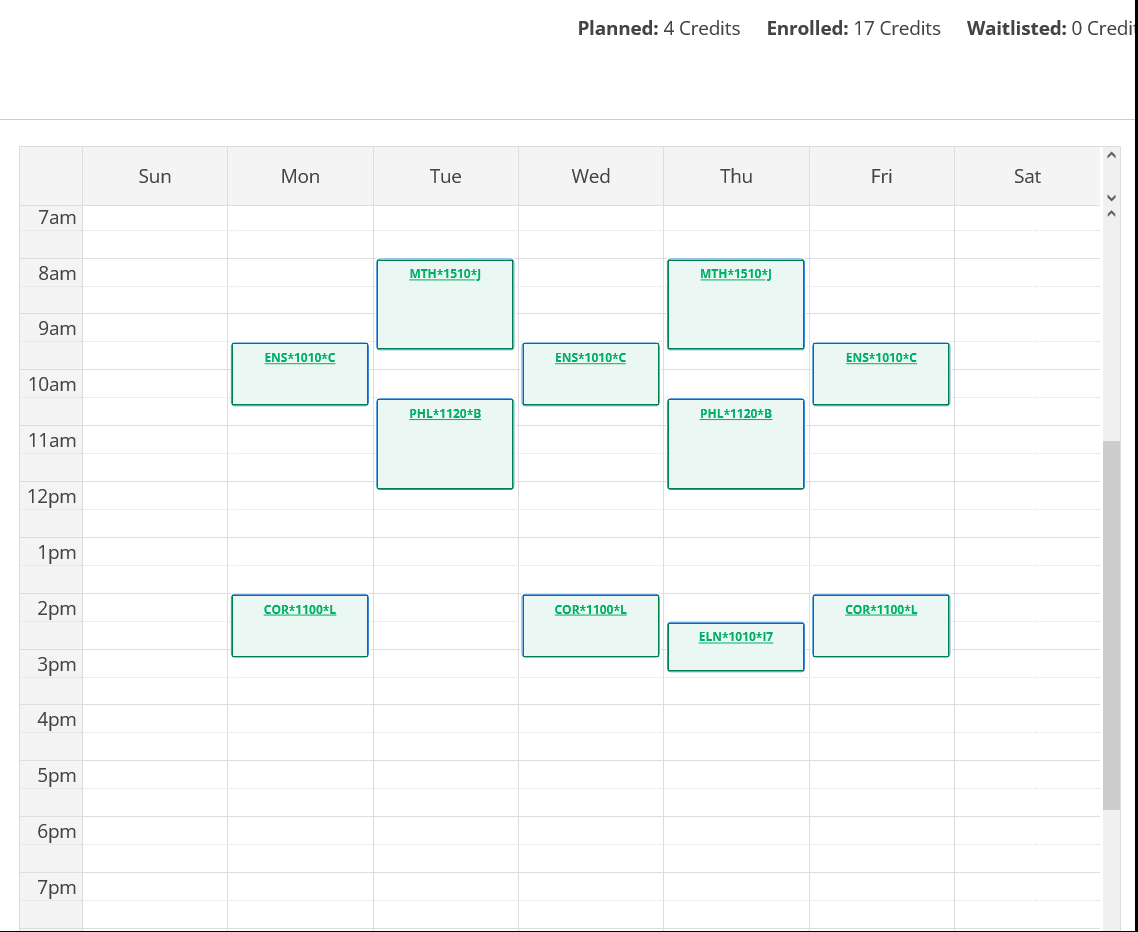 Planned: 4 Credits Enrolled: 17 Credits Waitlisted: 0 Credi
Sun Mon Tue Wed Thu Fri Sat
7am
8am MTH*1510*J MTH*1510*J
9am
ENS*1010*C ENS*1010*C ENS*1010*C
10am
PHL*1120*B PHL*1120*B
11am
12pm
1pm
2pm COR*1100*L COR*1100*L COR*1100*L
ELN*1010*I7
3pm
4pm
5pm
6pm
7pm